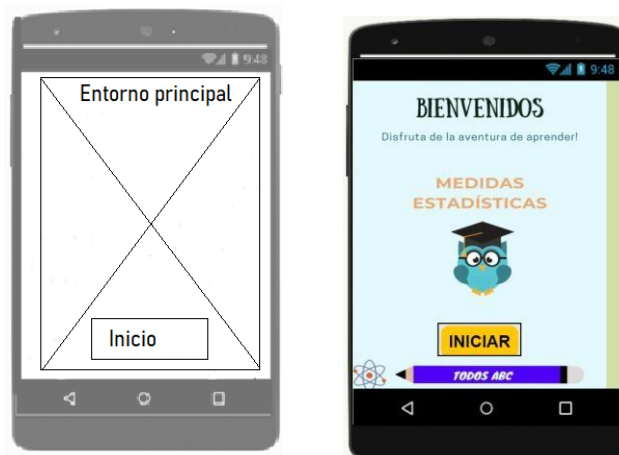 9:48
Entorno principal
Inicio
9:48
BIENVENIDOS
Disfruta de la aventura de aprender!
MEDIDAS
ESTADÍSTICAS
INICIAR
TODOS ABC